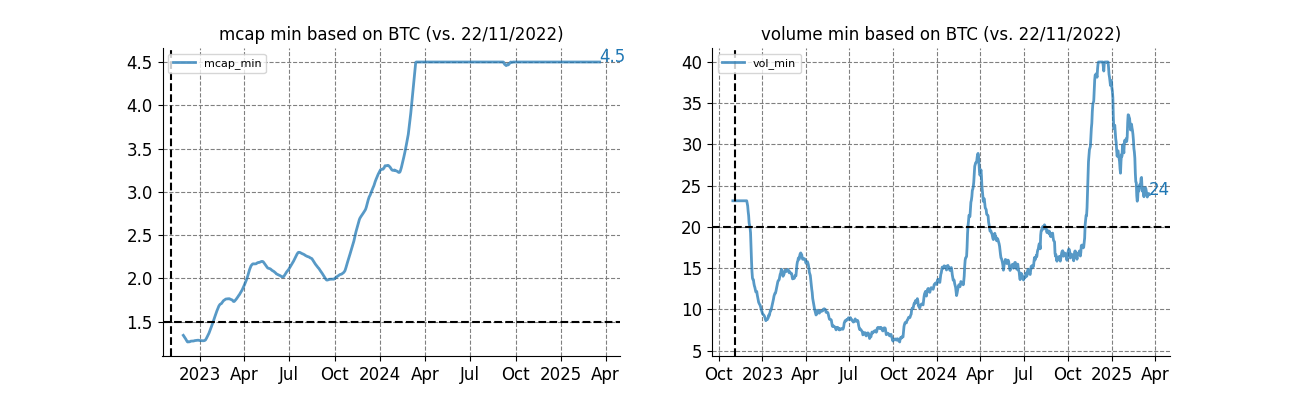 mcap min based on BTC (vs. 22/11/2022)
mcap_min
4.5
4.5
4.0
3.5
3.0
2.5
2.0
1.5
2023 Apr Jul Oct 2024 Apr Jul Oct 2025 Apr
volume min based on BTC (vs. 22/11/2022)
vol_min
40
35
30
25
24
20
15
10
5
Oct 2023 Apr Jul Oct 2024 Apr Jul Oct 2025 Apr